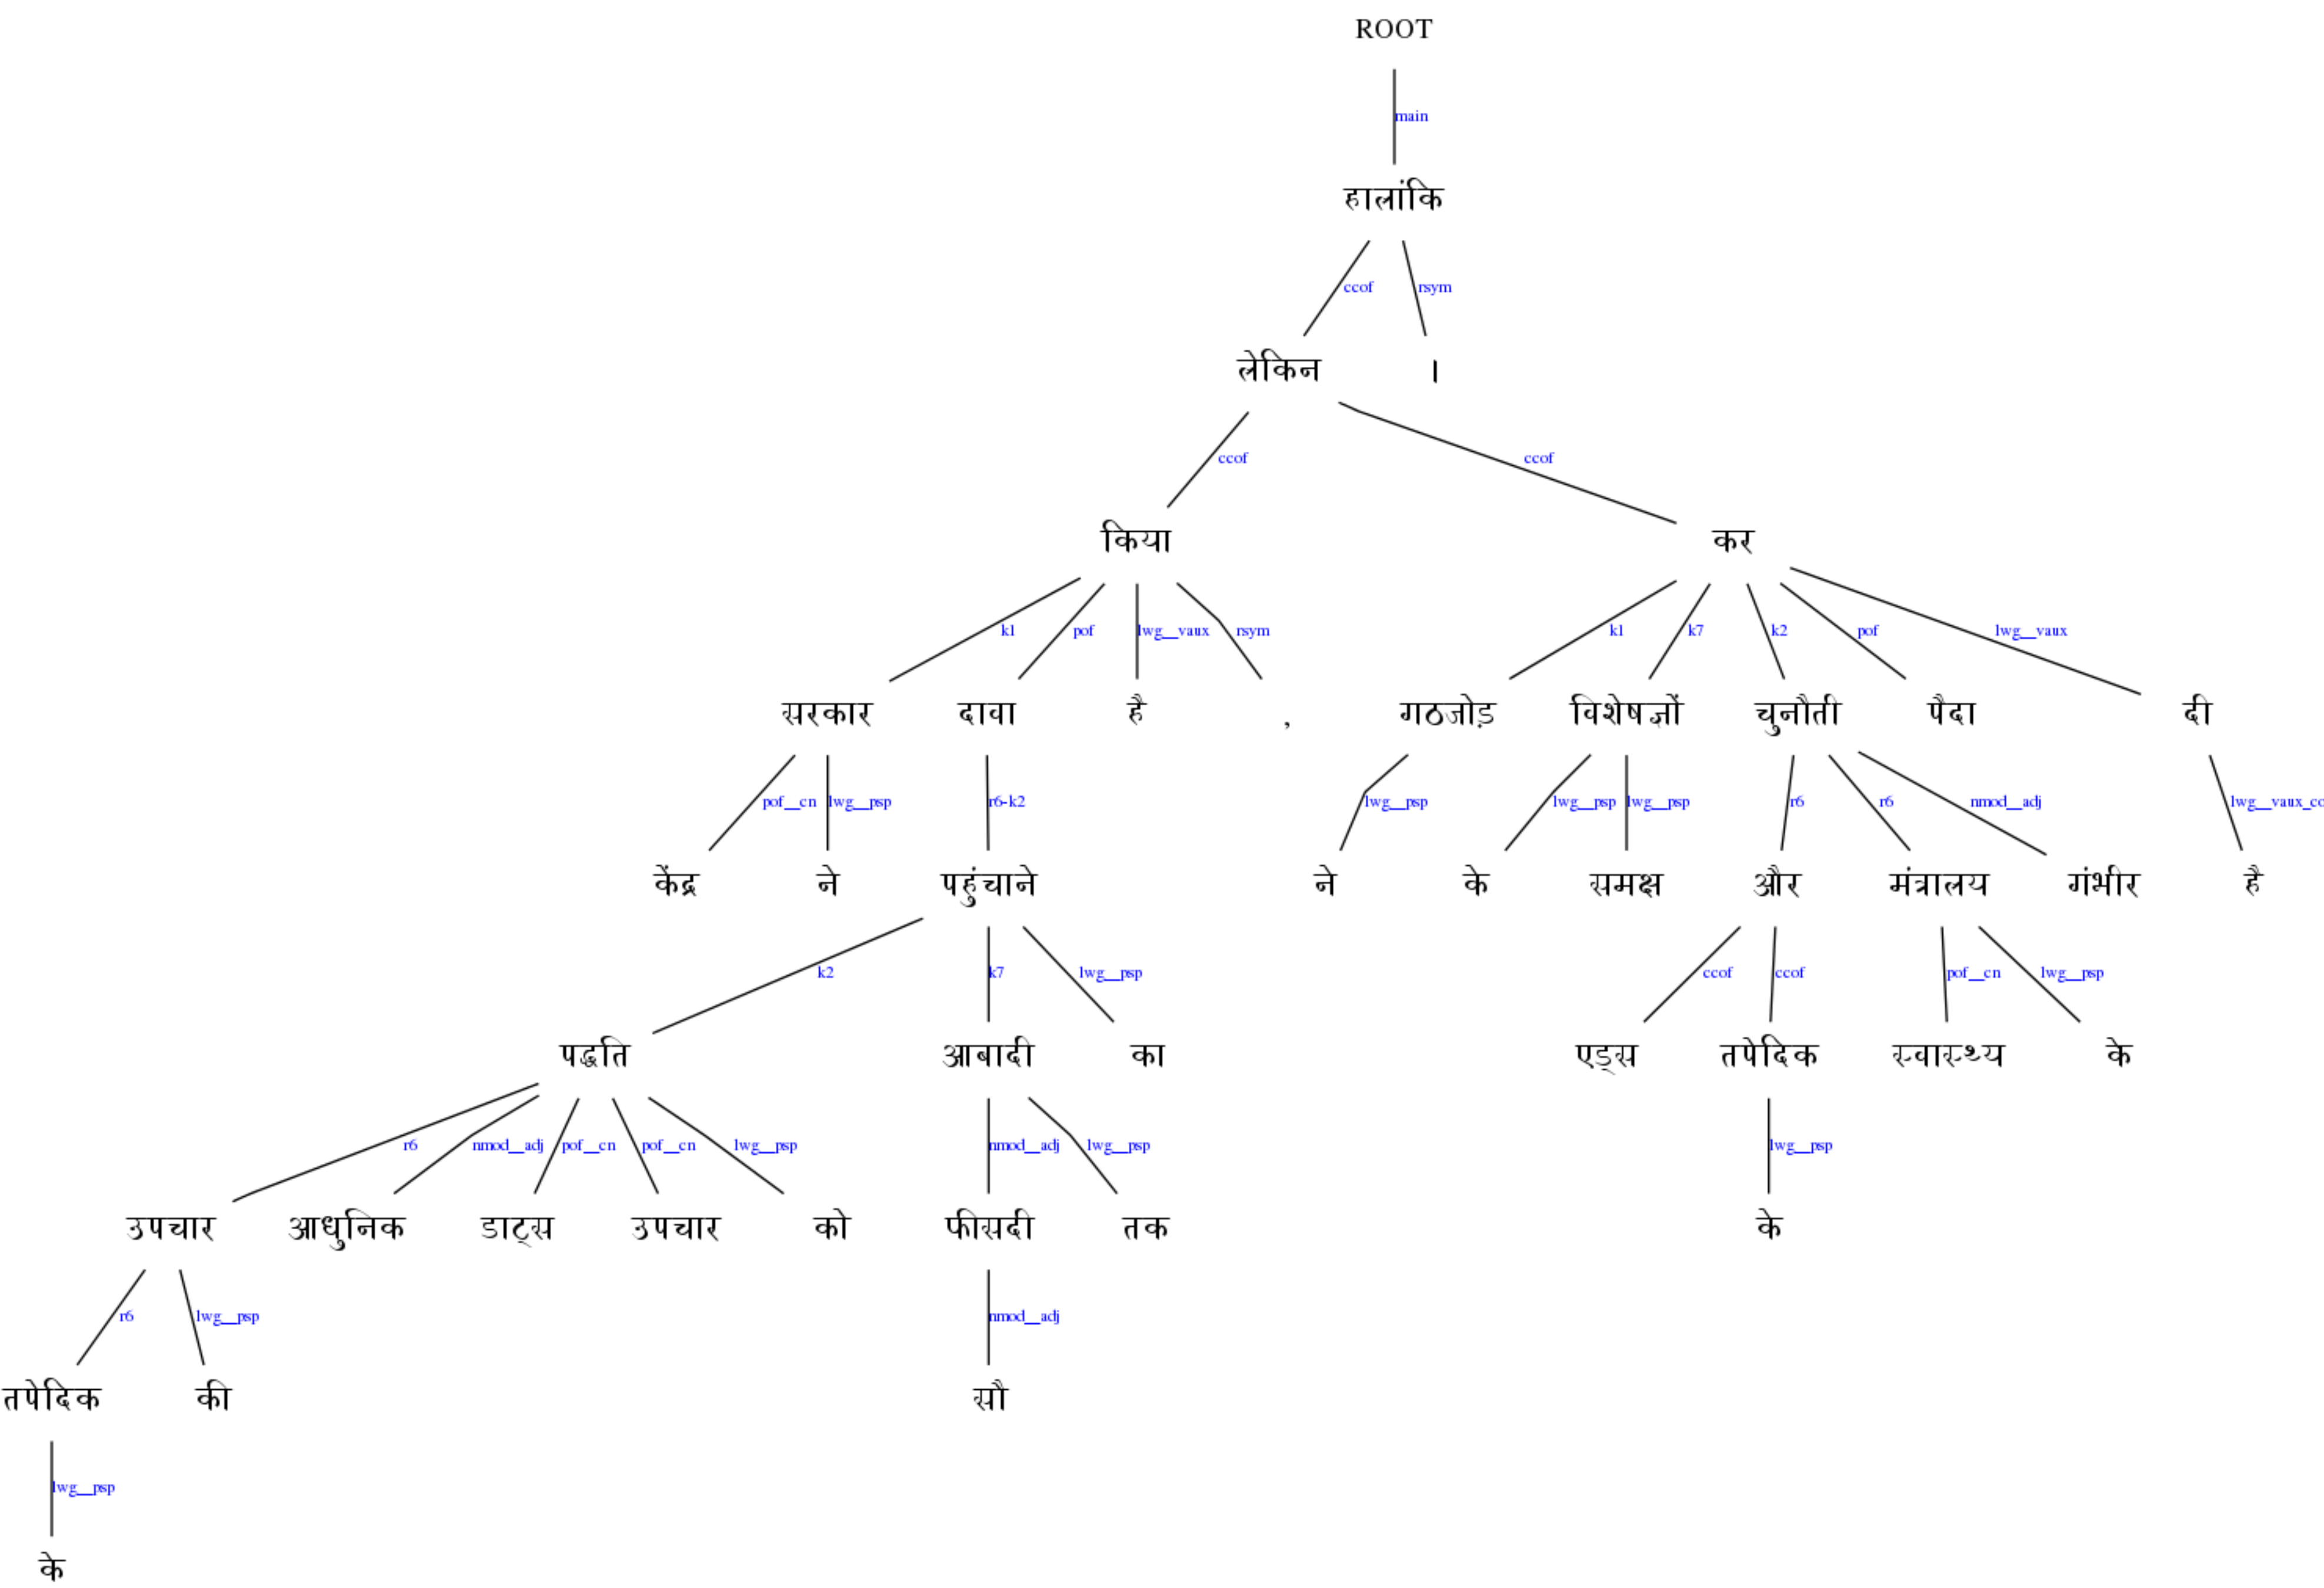 ROOT
main
हालांकि
ccof rsym
लेकिन ।
ccof ccof
किया कर
k1 pof lwg__vaux rsym k1 k7 k2 pof lwg__vaux
सरकार दावा है , गठजोड़ विशेषज्ञों चुनौती पैदा दी
pof__cn lwg__psp r6-k2 lwg__psp lwg__psp lwg__psp r6 r6 nmod__adj lwg__vaux_co
केंद्र ने पहुंचाने ने के समक्ष और मंत्रालय गंभीर है
k2 k7 lwg__psp ccof ccof pof__cn lwg__psp
पद्धति आबादी का एड्स तपेदिक स्वास्थ्य के
r6 nmod__adj pof__cn pof__cn lwg__psp nmod__adj lwg__psp lwg__psp
उपचार आधुनिक डाट्स उपचार को फीसदी तक के
r6 lwg__psp nmod__adj
तपेदिक की सौ
lwg__psp
के